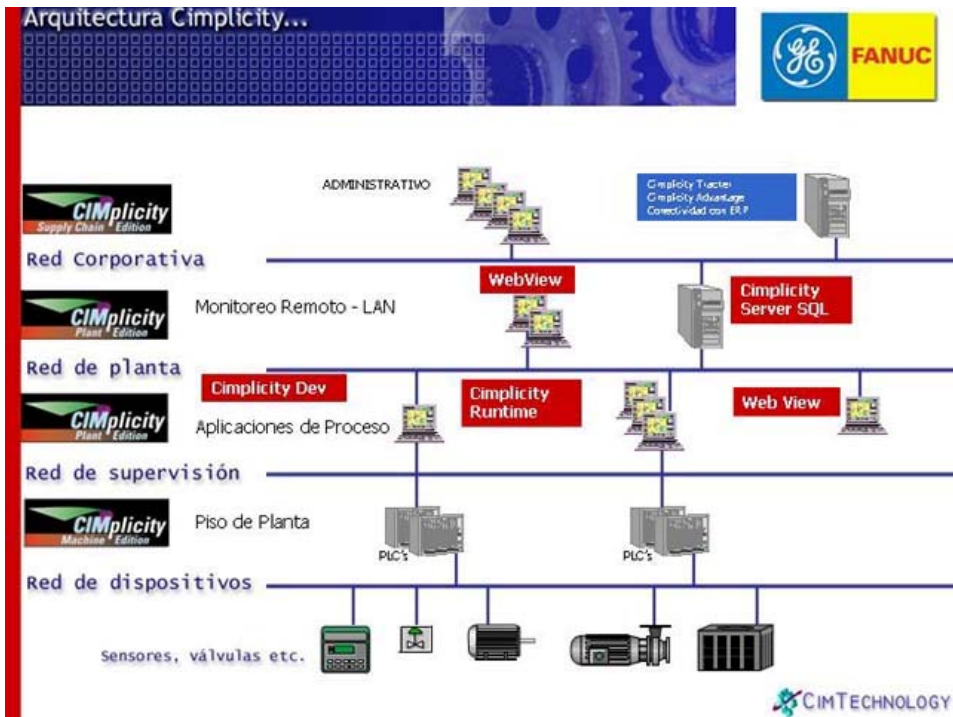 Arquitectura Cimplicity...
GE
FANUC
ADMINISTRATIVO
Cimplicity Tracker
Cimplicity Advantage
Conectividad con ERP
CIMplicity
Supply Chain Edition
Red Corporativa
WebView
Monitoreo Remoto - LAN
Cimplicity
Server SQL
CIMplicity
Plant Edition
Red de planta
Cimplicity Dev
Cimplicity
Runtime
Web View
CIMplicity
Plant Edition
Aplicaciones de Proceso
Red de supervisión
CIMplicity
Machine Edition
Piso de Planta
PLC's
PLC's
Red de dispositivos
Sensores, válvulas etc.
CIMTECHNOLOGY